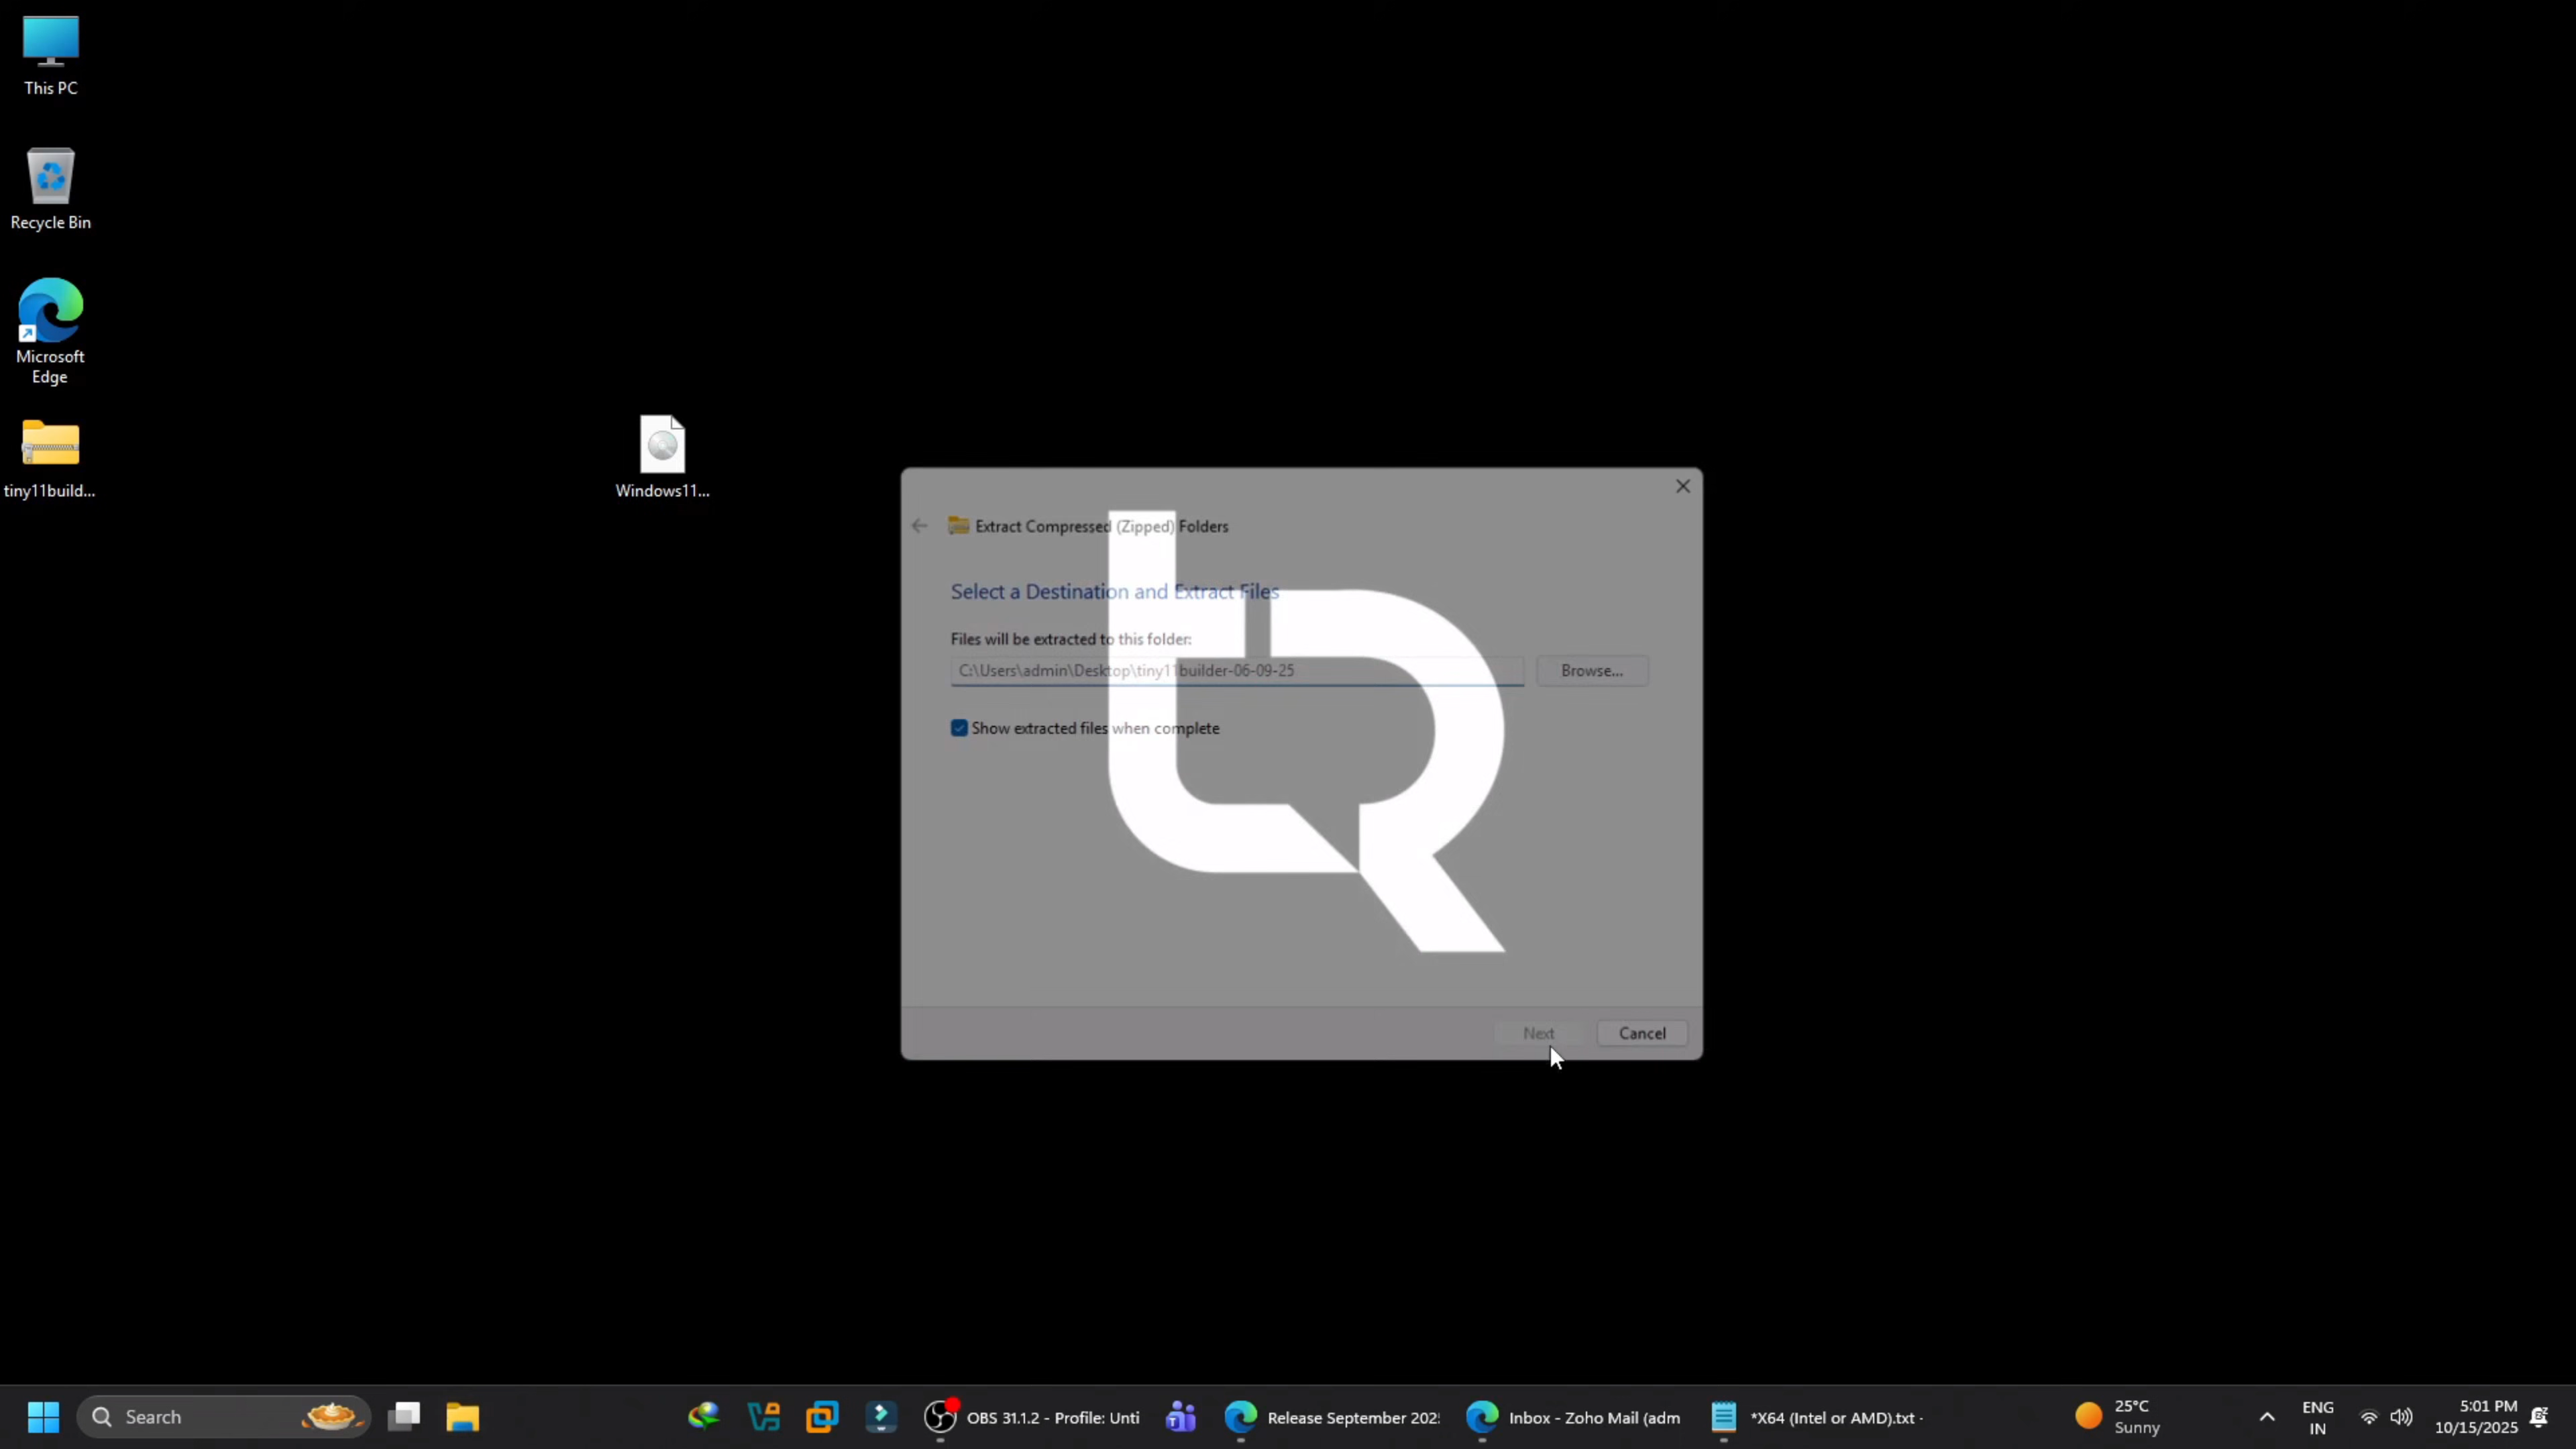 This PC
Recycle Bin
Microsoft
Edge
tiny11build...
Windows11...
Extract Compressed (Zipped) Folders
Select a Destination and Extract Files
Files will be extracted to this folder:
C:\Users\admin\Desktop\tiny11builder-06-09-25
Browse...
Show extracted files when complete
Next
Cancel
Search
OBS 31.1.2 - Profile: Unti
Release September 202
Inbox - Zoho Mail (adm
*X64 (Intel or AMD).txt -
25°C
Sunny
ENG
IN
5:01 PM
10/15/2025